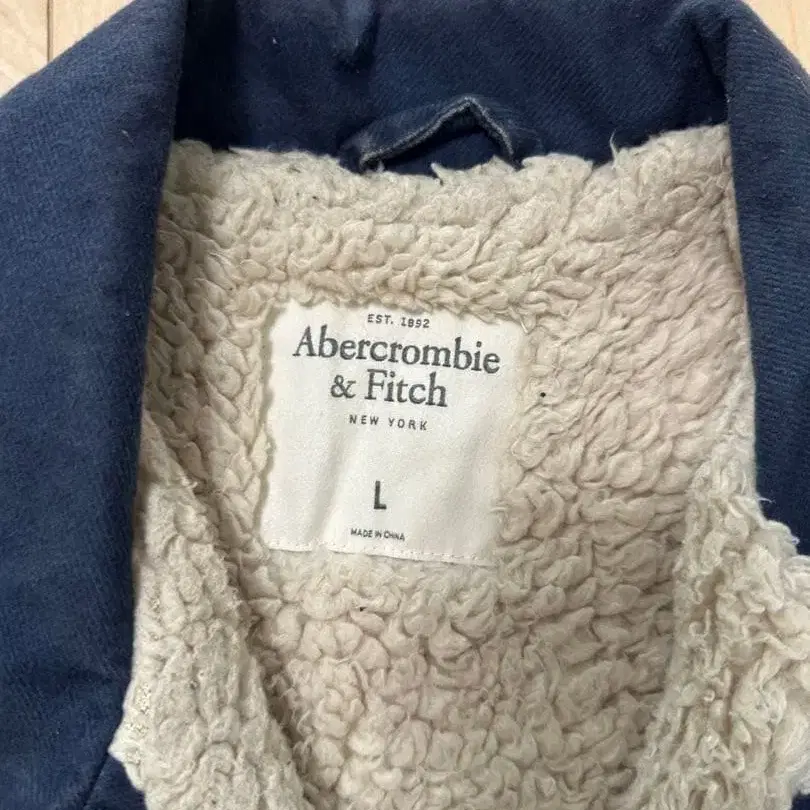 EST. 1892
Abercrombie
& Fitch
NEW YORK
L
MADE IN CHINA